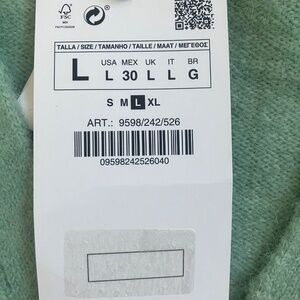 FSC
TALLA / SIZE / TAMANHO / TAILLE / MAAT / ΜΕΓΕΘΟΣ
USA MEX UK IT BR
L L 30 L L G
S M L XL
ART.: 9598/242/526
09598242526040